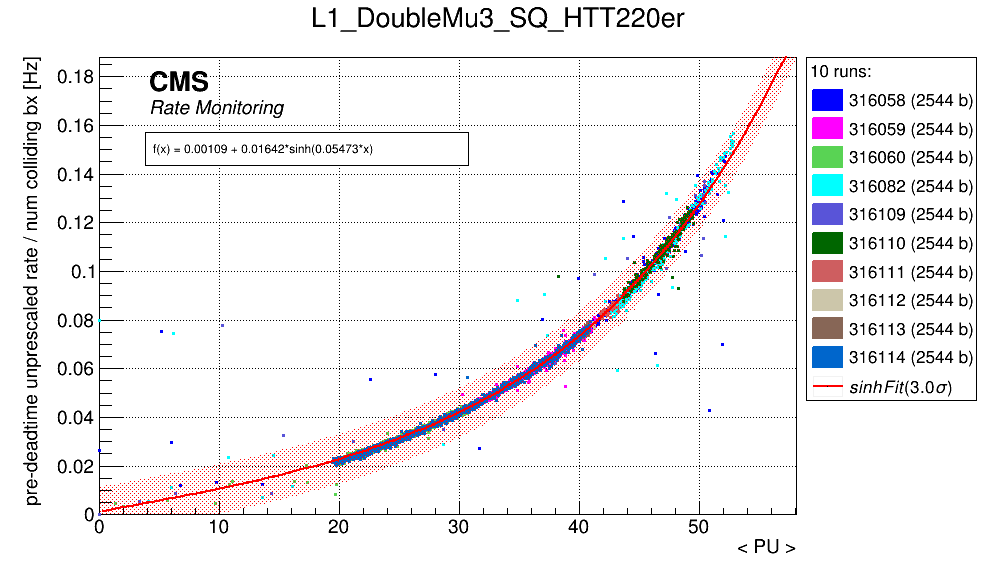 L1_DoubleMu3_SQ_HTT220er
pre-deadtime unprescaled rate / num colliding bx [Hz]
CMS
Rate Monitoring
f(x) = 0.00109 + 0.01642*sinh(0.05473*x)
0.18
0.16
0.14
0.12
0.1
0.08
0.06
0.04
0.02
0
0 10 20 30 40 50
< PU >
10 runs:
316058 (2544 b)
316059 (2544 b)
316060 (2544 b)
316082 (2544 b)
316109 (2544 b)
316110 (2544 b)
316111 (2544 b)
316112 (2544 b)
316113 (2544 b)
316114 (2544 b)
sinhFit(3.0σ)